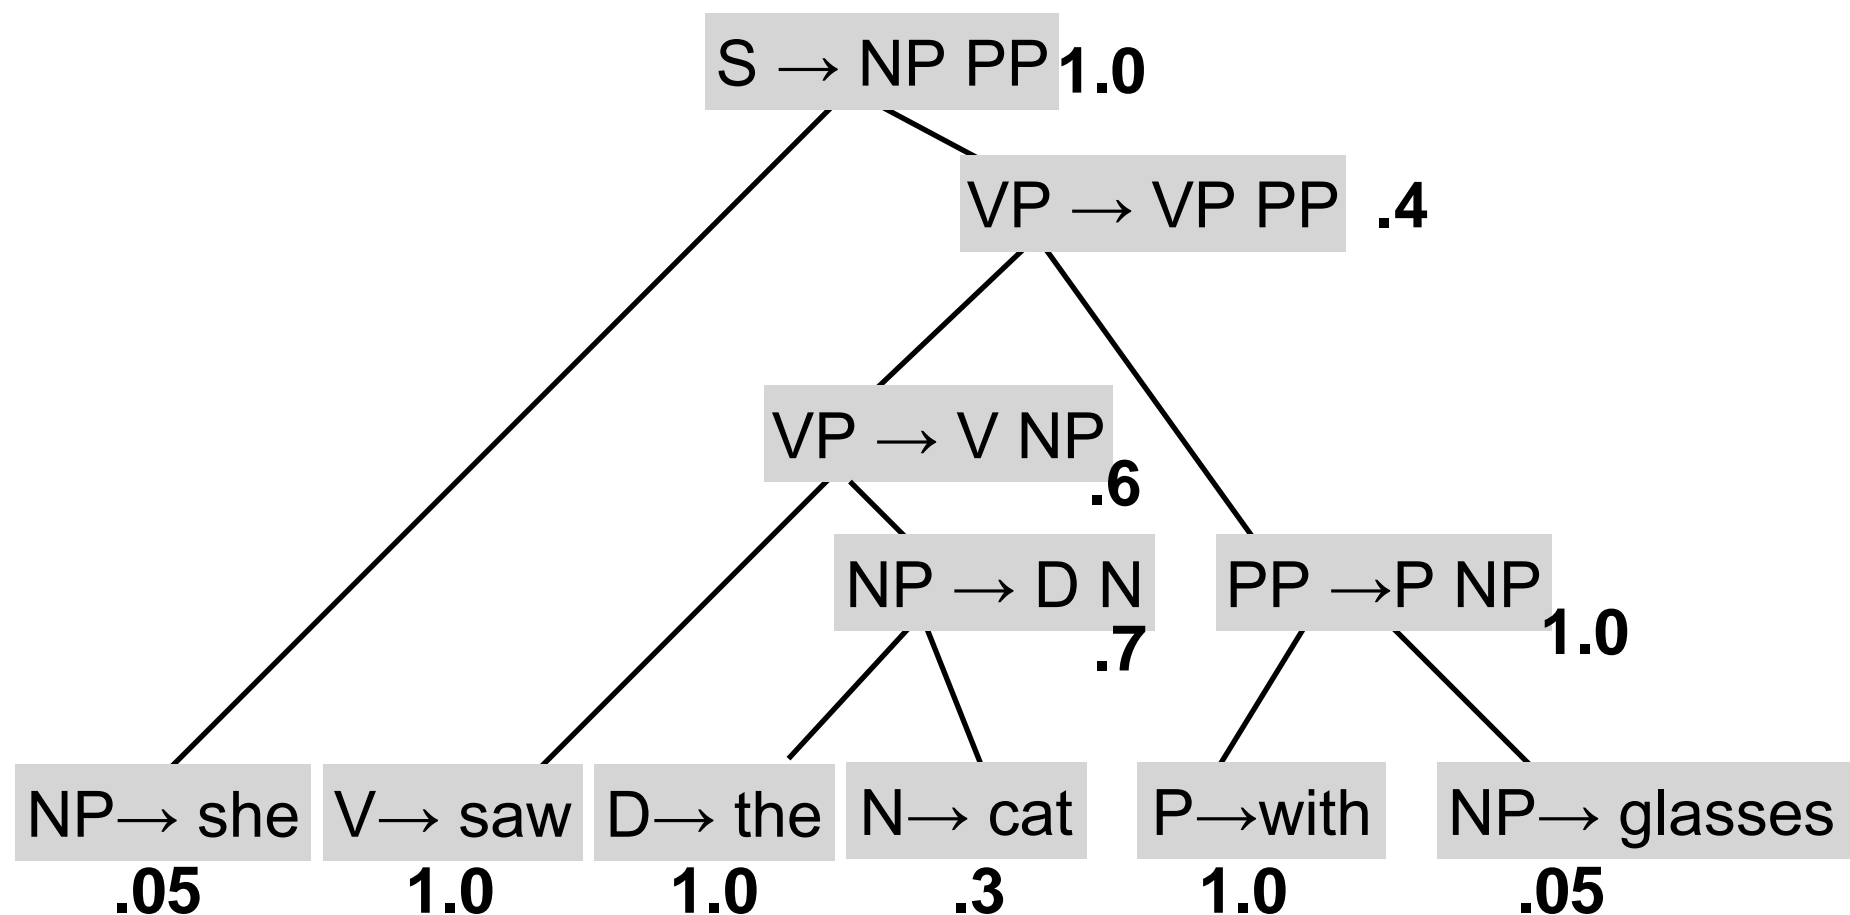 S → NP PP 1.0
VP → VP PP .4
VP → V NP .6
NP → D N .7
PP →P NP 1.0
NP→ she .05
V→ saw 1.0
D→ the 1.0
N→ cat .3
P→with 1.0
NP→ glasses .05